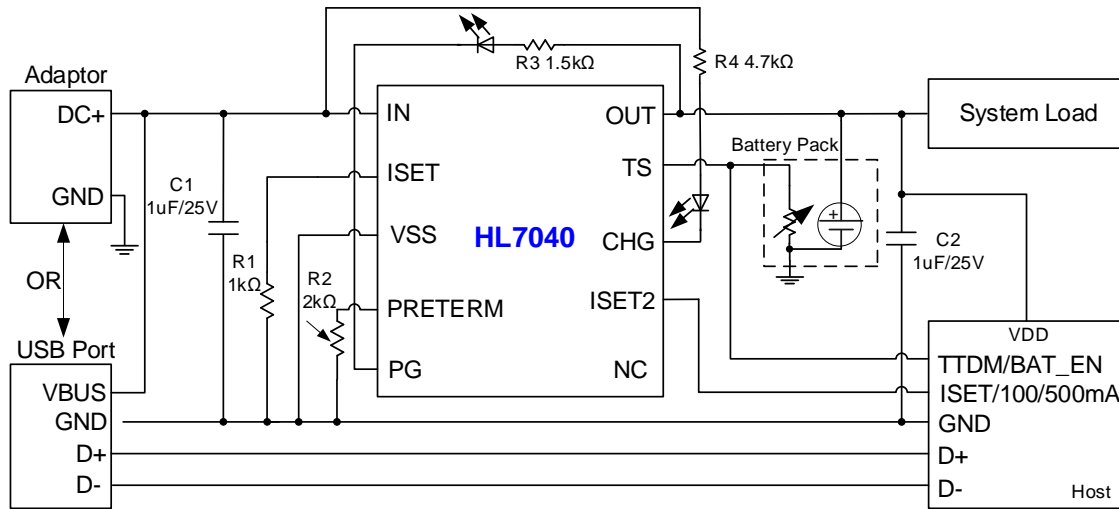 R3 1.5kΩ
R4 4.7kΩ
Adaptor
DC+
GND
OR
USB Port
VBUS
GND
D+
D-
C1
1uF/25V
R1
1kΩ
R2
2kΩ
IN
ISET
VSS
PRETERM
PG
HL7040
OUT
TS
CHG
ISET2
NC
Battery Pack
+
System Load
C2
1uF/25V
VDD
TTDM/BAT_EN
ISET/100/500mA
GND
D+
D-
Host